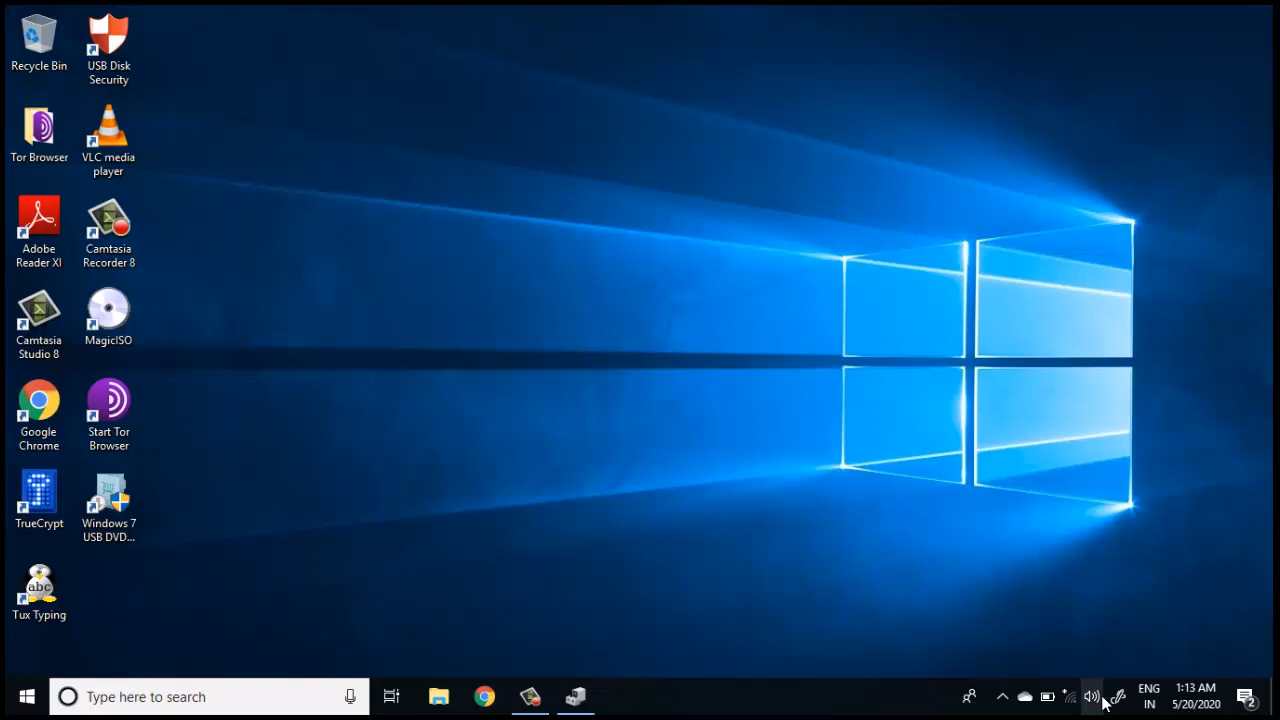 Recycle Bin
USB Disk
Security
Tor Browser
VLC media
player
Adobe
Reader XI
Camtasia
Recorder 8
Camtasia
Studio 8
MagicISO
Google
Chrome
Start Tor
Browser
TrueCrypt
Windows 7
USB DVD...
abc
Tux Typing
Type here to search
ENG
IN
1:13 AM
5/20/2020
2